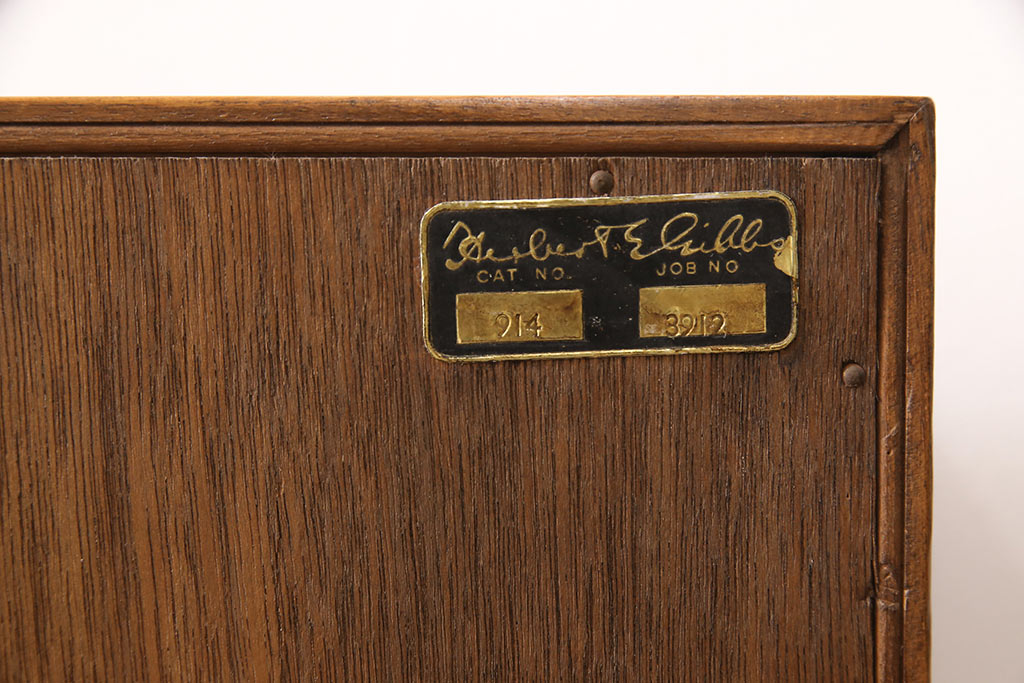 Herbert E Gibbs
CAT. NO. JOB NO
914 3912